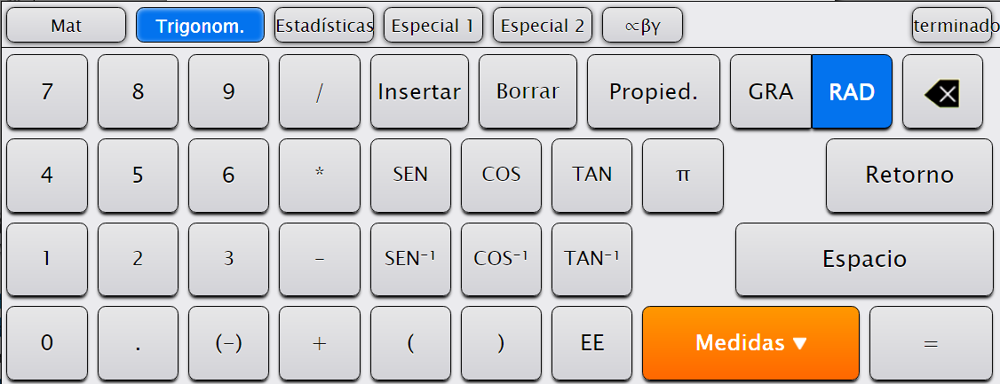 Mat Trigonom. Estadísticas Especial 1 Especial 2 ∝βγ terminado
7 8 9 / Insertar Borrar Propied. GRA RAD
4 5 6 * SEN COS TAN π Retorno
1 2 3 - SEN⁻¹ COS⁻¹ TAN⁻¹ Espacio
0 . (-) + ( ) EE Medidas ▼ =